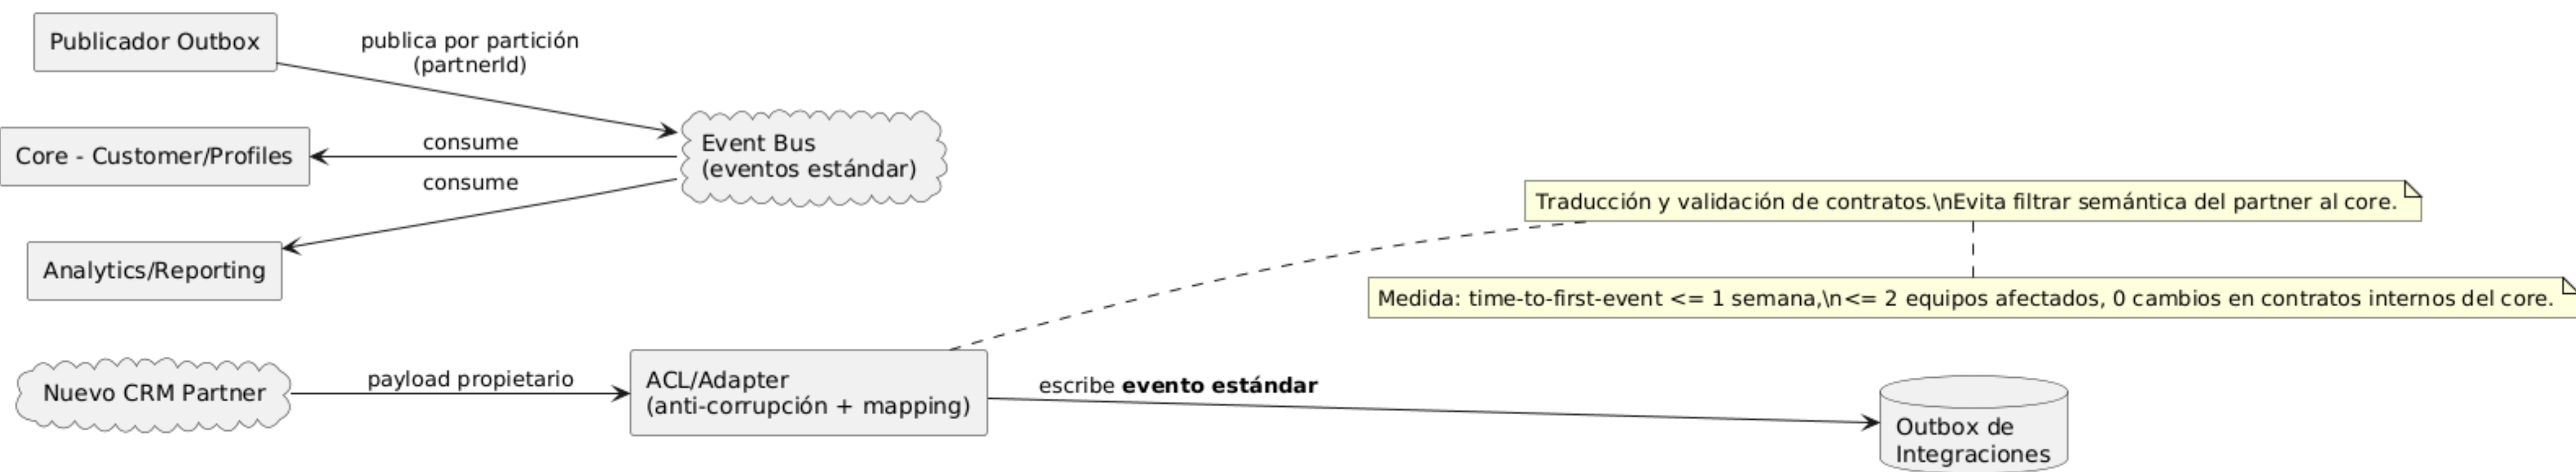 Publicador Outbox
publica por partición
(partnerId)
Core - Customer/Profiles
consume
consume
Event Bus
(eventos estándar)
Analytics/Reporting
Traducción y validación de contratos.\nEvita filtrar semántica del partner al core.
Medida: time-to-first-event <= 1 semana,\n<= 2 equipos afectados, 0 cambios en contratos internos del core.
Nuevo CRM Partner
payload propietario
ACL/Adapter
(anti-corrupción + mapping)
escribe evento estándar
Outbox de
Integraciones